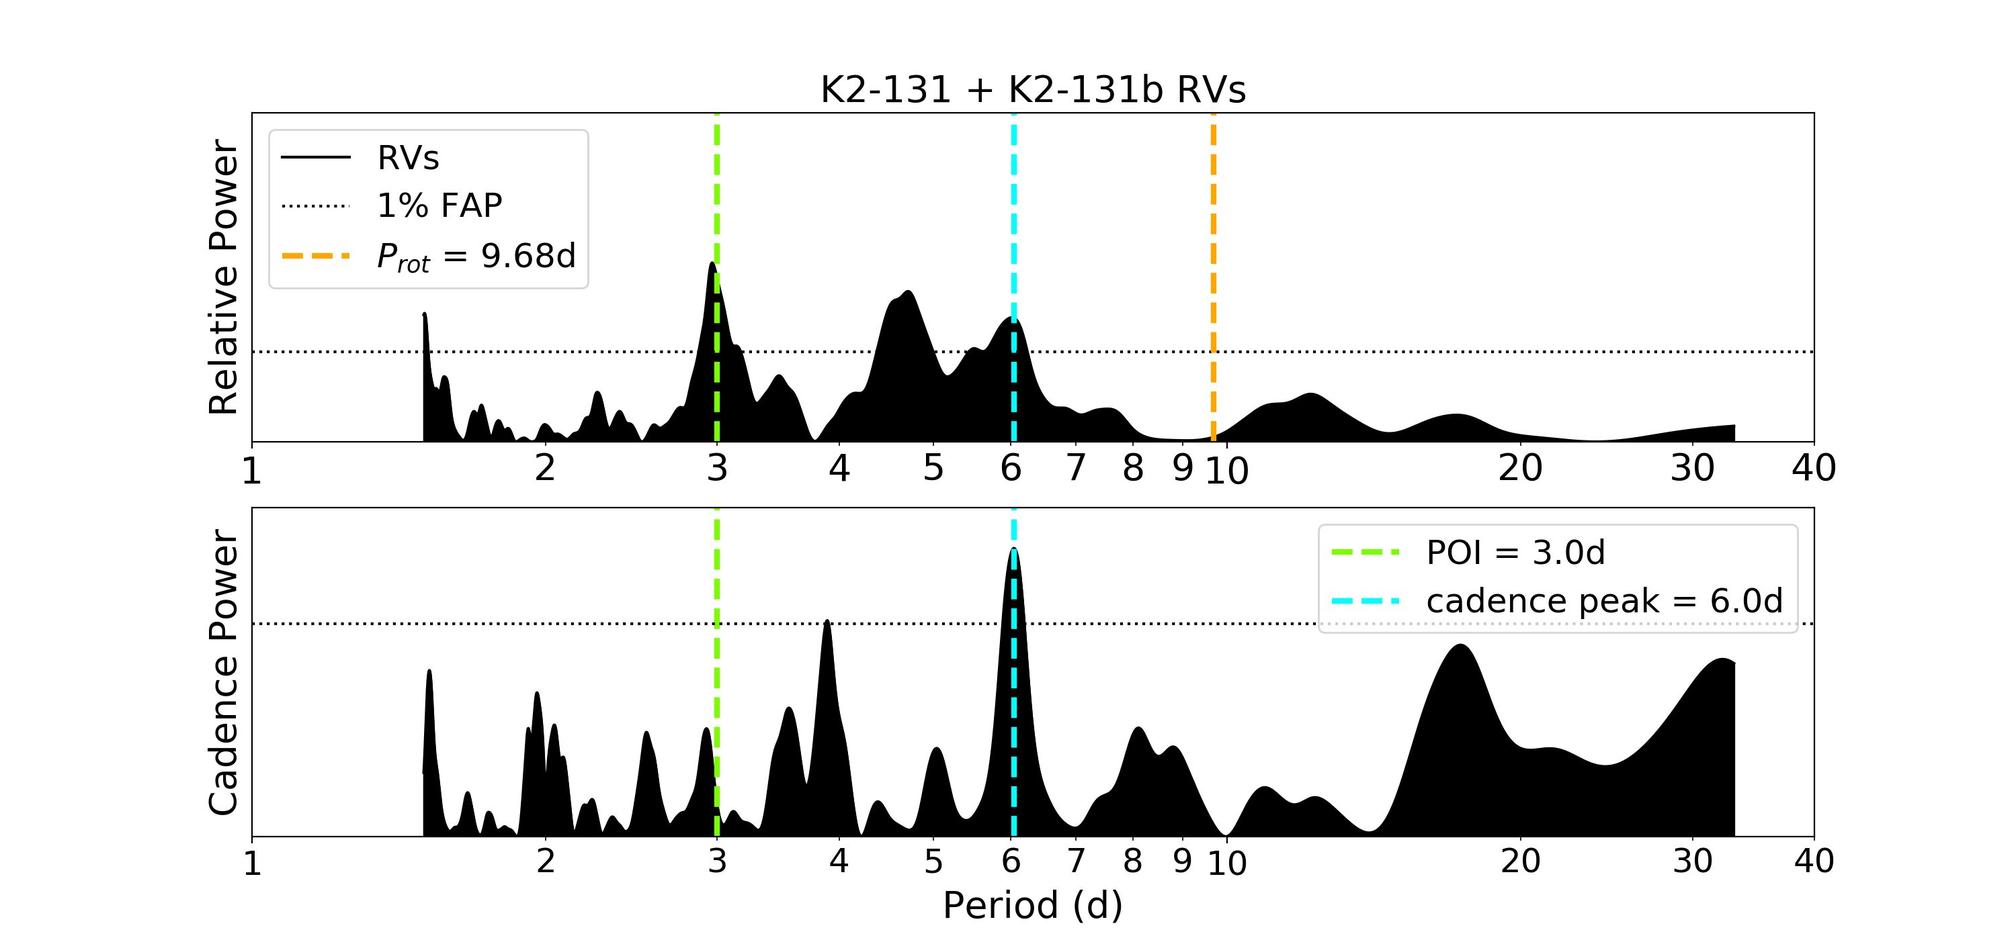 K2-131 + K2-131b RVs
Relative Power
RVs
1% FAP
P_rot = 9.68d
1 2 3 4 5 6 7 8 9 10 20 30 40
Cadence Power
POI = 3.0d
cadence peak = 6.0d
1 2 3 4 5 6 7 8 9 10 20 30 40
Period (d)